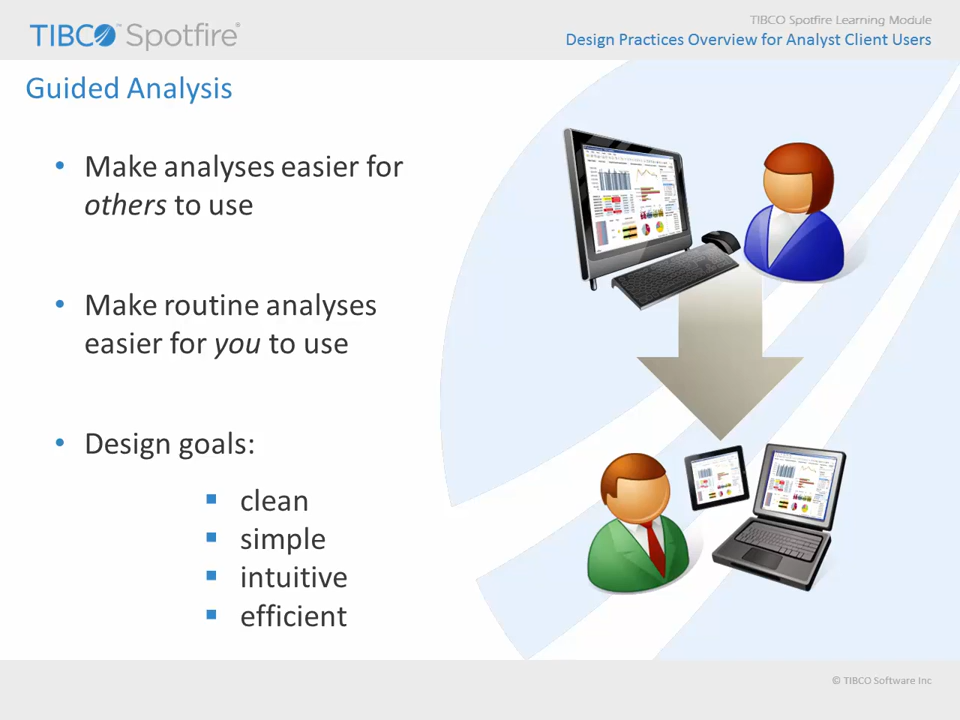 TIBCO™ Spotfire®
TIBCO Spotfire Learning Module
Design Practices Overview for Analyst Client Users
Guided Analysis
• Make analyses easier for
others to use
• Make routine analyses
easier for you to use
• Design goals:
▪ clean
▪ simple
▪ intuitive
▪ efficient
© TIBCO Software Inc